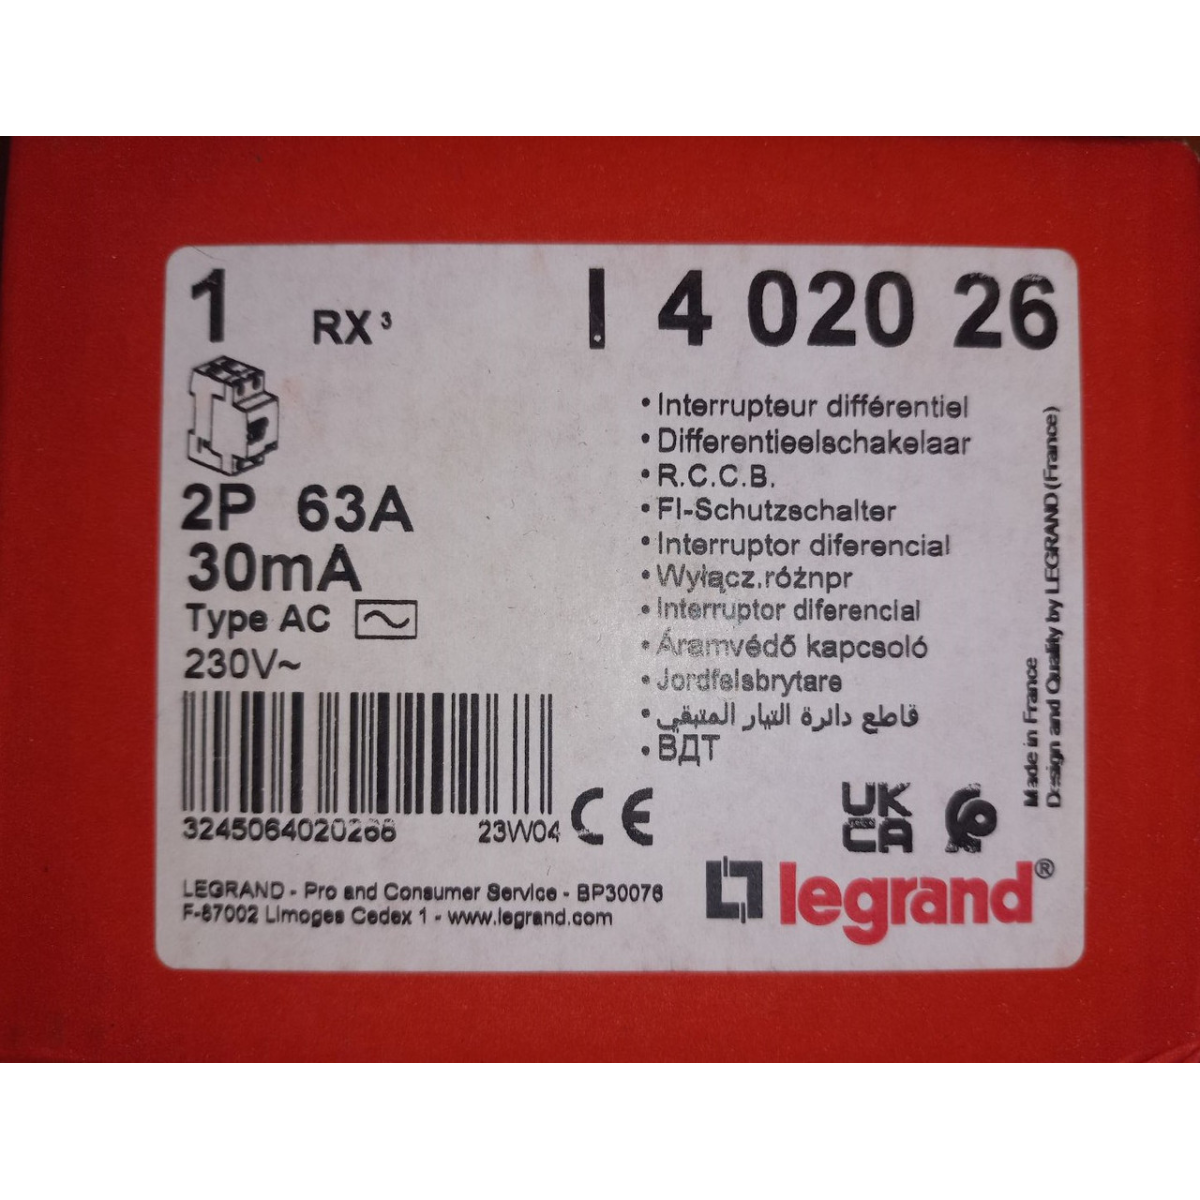 1 RX³ 4 020 26
2P 63A
30mA
Type AC
230V~
3245064020266 23W04
LEGRAND - Pro and Consumer Service - BP30076
F-87002 Limoges Cedex 1 - www.legrand.com
• Interrupteur différentiel
• Differentieelschakelaar
• R.C.C.B.
• FI-Schutzschalter
• Interruptor diferencial
• Wyłącz.różnpr
• Interruptor diferencial
• Áramvédő kapcsoló
• Jordfelsbrytare
• قاطع دائرة التيار المتبقي
• ВДТ
CE
UK
CA
legrand®
Made in France
Design and Quality by LEGRAND (France)